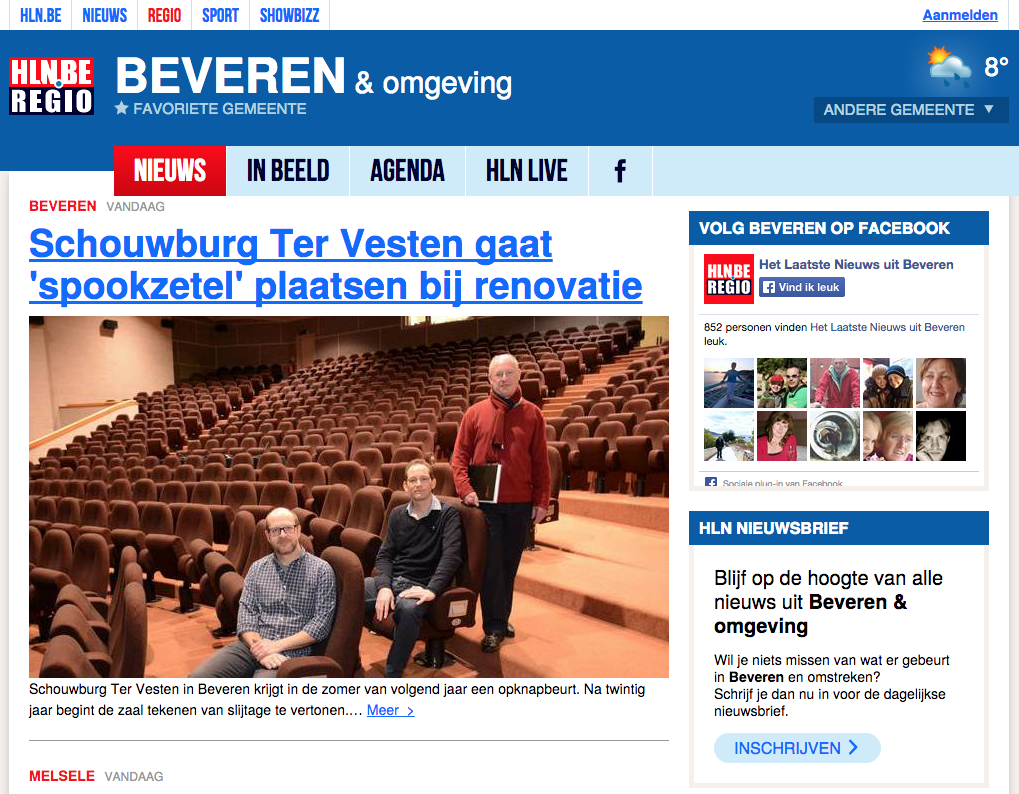 HLN.BE NIEUWS REGIO SPORT SHOWBIZZ Aanmelden
HLN.BE
REGIO
BEVEREN & omgeving
FAVORIETE GEMEENTE
8°
ANDERE GEMEENTE
NIEUWS IN BEELD AGENDA HLN LIVE f
BEVEREN VANDAAG
Schouwburg Ter Vesten gaat
'spookzetel' plaatsen bij renovatie
Schouwburg Ter Vesten in Beveren krijgt in de zomer van volgend jaar een opknapbeurt. Na twintig
jaar begint de zaal tekenen van slijtage te vertonen.... Meer >
MELSELE VANDAAG
VOLG BEVEREN OP FACEBOOK
HLN.BE
REGIO
Het Laatste Nieuws uit Beveren
f Vind ik leuk
852 personen vinden Het Laatste Nieuws uit Beveren
leuk.
f Sociale plug-in van Facebook
HLN NIEUWSBRIEF
Blijf op de hoogte van alle
nieuws uit Beveren &
omgeving
Wil je niets missen van wat er gebeurt
in Beveren en omstreken?
Schrijf je dan nu in voor de dagelijkse
nieuwsbrief.
INSCHRIJVEN >